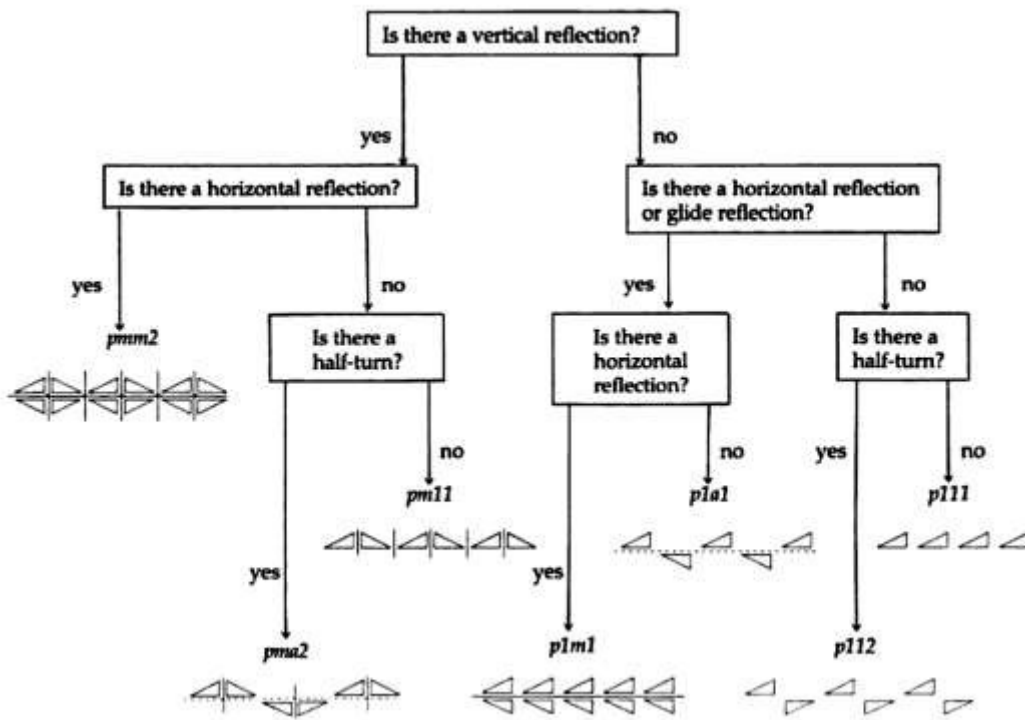 Is there a vertical reflection?
yes
no
Is there a horizontal reflection?
Is there a horizontal reflection
or glide reflection?
yes
no
yes
no
pmm2
Is there a
half-turn?
Is there a
horizontal
reflection?
Is there a
half-turn?
no
no
yes
no
pm11
p1a1
p111
yes
yes
pma2
p1m1
p112